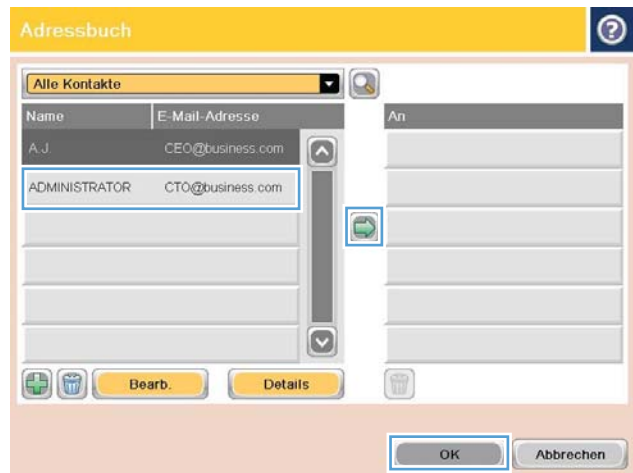 Adressbuch
?
Alle Kontakte
Name E-Mail-Adresse An
A.J. CEO@business.com
ADMINISTRATOR CTO@business.com
Bearb. Details
OK Abbrechen